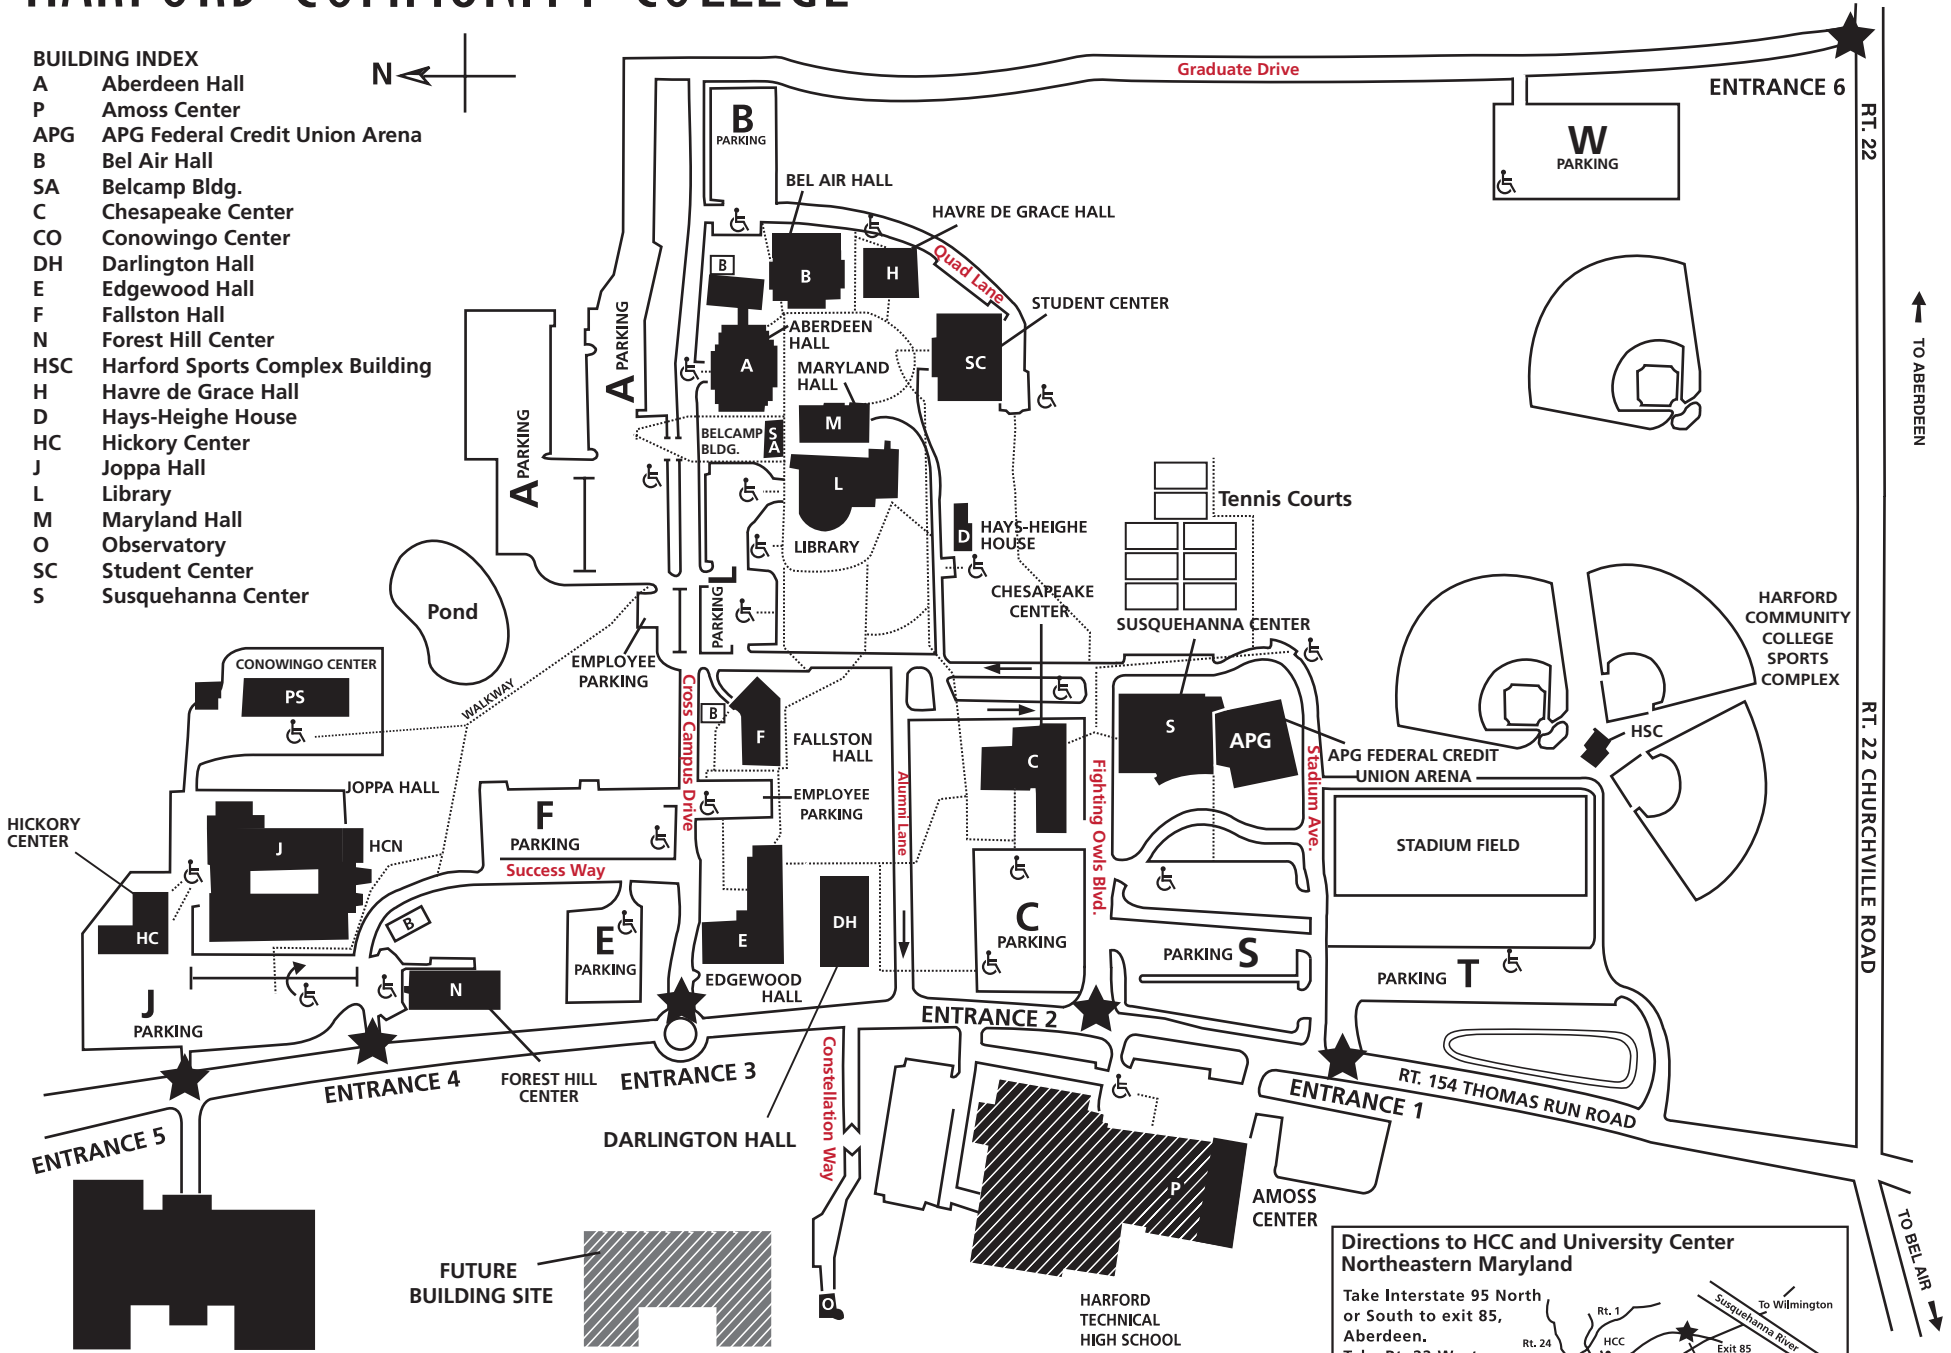 HARFORD COMMUNITY COLLEGE
BUILDING INDEX
A Aberdeen Hall
P Amoss Center
APG APG Federal Credit Union Arena
B Bel Air Hall
SA Belcamp Bldg.
C Chesapeake Center
CO Conowingo Center
DH Darlington Hall
E Edgewood Hall
F Fallston Hall
N Forest Hill Center
HSC Harford Sports Complex Building
H Havre de Grace Hall
D Hays-Heighe House
HC Hickory Center
J Joppa Hall
L Library
M Maryland Hall
O Observatory
SC Student Center
S Susquehanna Center
N
Graduate Drive
ENTRANCE 6
RT. 22
B
PARKING
W
PARKING
BEL AIR HALL
HAVRE DE GRACE HALL
Quad Lane
B
B
H
STUDENT CENTER
SC
A PARKING
ABERDEEN
HALL
A
MARYLAND
HALL
M
TO ABERDEEN
A PARKING
BELCAMP
BLDG.
SA
L
LIBRARY
D
HAYS-HEIGHE
HOUSE
Tennis Courts
Pond
PARKING L
CHESAPEAKE
CENTER
SUSQUEHANNA CENTER
HARFORD
COMMUNITY
COLLEGE
SPORTS
COMPLEX
EMPLOYEE
PARKING
CONOWINGO CENTER
PS
WALKWAY
Cross Campus Drive
B
F
FALLSTON
HALL
C
S
APG
APG FEDERAL CREDIT
UNION ARENA
HSC
RT. 22 CHURCHVILLE ROAD
JOPPA HALL
EMPLOYEE
PARKING
Alumni Lane
Fighting Owls Blvd.
Stadium Ave.
HICKORY
CENTER
J
HCN
F
PARKING
Success Way
STADIUM FIELD
HC
B
E
PARKING
E
DH
C
PARKING
PARKING S
PARKING T
EDGEWOOD
HALL
N
J
PARKING
ENTRANCE 2
ENTRANCE 4
FOREST HILL
CENTER
ENTRANCE 3
Constellation Way
ENTRANCE 1
RT. 154 THOMAS RUN ROAD
ENTRANCE 5
DARLINGTON HALL
P
AMOSS
CENTER
TO BEL AIR
FUTURE
BUILDING SITE
O
HARFORD
TECHNICAL
HIGH SCHOOL
Directions to HCC and University Center
Northeastern Maryland
Take Interstate 95 North
or South to exit 85,
Aberdeen.
Rt. 1
Rt. 24
HCC
Susquehanna River
To Wilmington
Exit 85